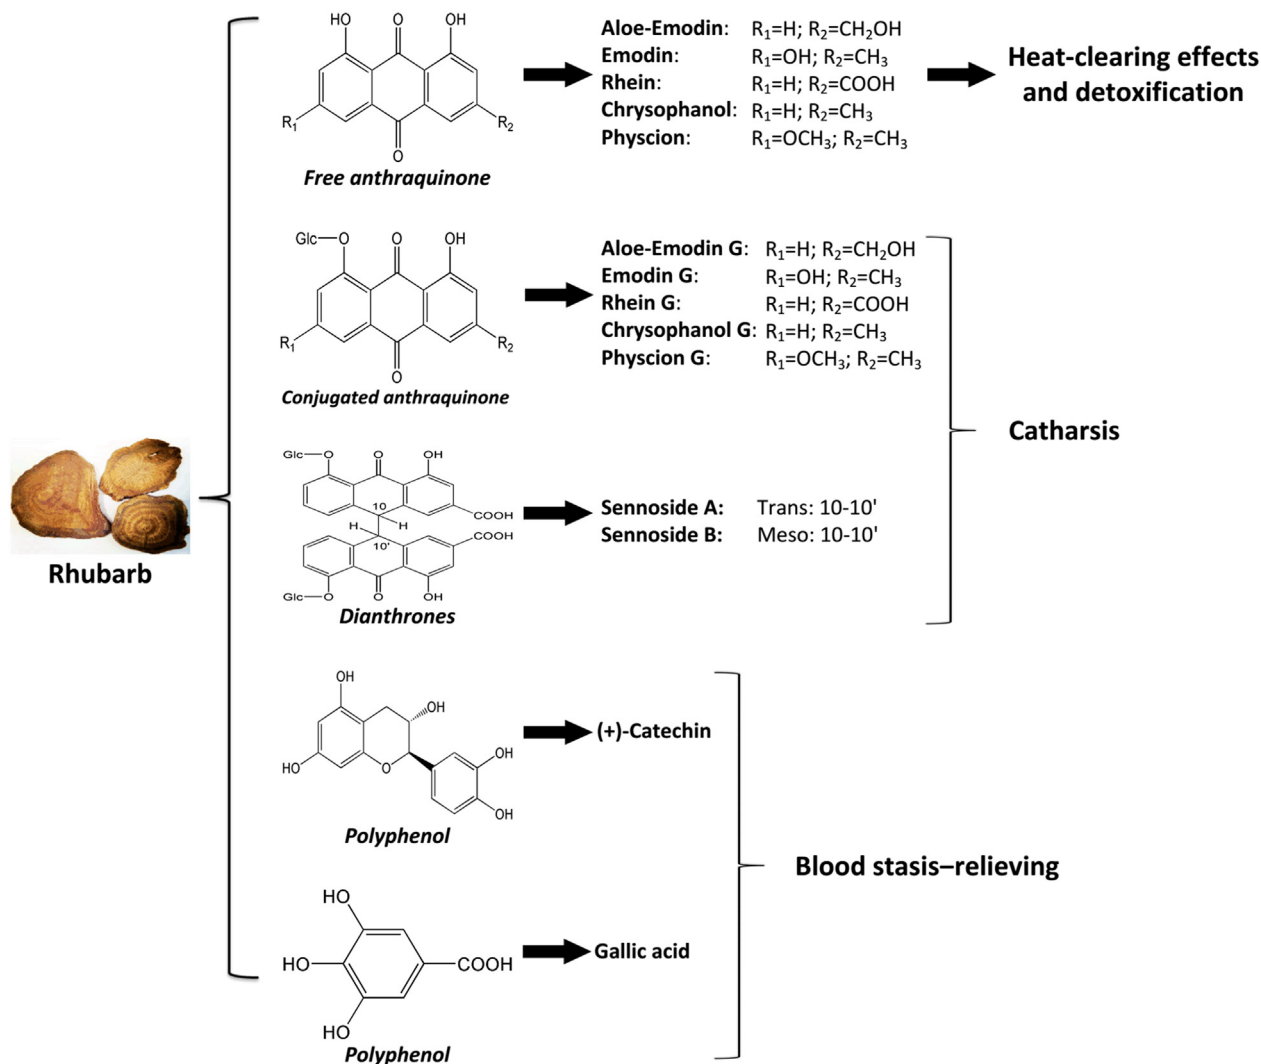 HO O OH
R₁ R₂
O
Free anthraquinone
Aloe-Emodin: R₁=H; R₂=CH₂OH
Emodin: R₁=OH; R₂=CH₃
Rhein: R₁=H; R₂=COOH
Chrysophanol: R₁=H; R₂=CH₃
Physcion: R₁=OCH₃; R₂=CH₃
Heat-clearing effects
and detoxification
Glc O O OH
R₁ R₂
O
Conjugated anthraquinone
Aloe-Emodin G: R₁=H; R₂=CH₂OH
Emodin G: R₁=OH; R₂=CH₃
Rhein G: R₁=H; R₂=COOH
Chrysophanol G: R₁=H; R₂=CH₃
Physcion G: R₁=OCH₃; R₂=CH₃
Catharsis
Rhubarb
Glc O O OH
10 COOH
H H
10' COOH
Glc O O OH
Dianthrones
Sennoside A: Trans: 10-10'
Sennoside B: Meso: 10-10'
OH
OH
HO O OH
OH
Polyphenol
(+)-Catechin
Blood stasis–relieving
HO
HO COOH
HO
Polyphenol
Gallic acid